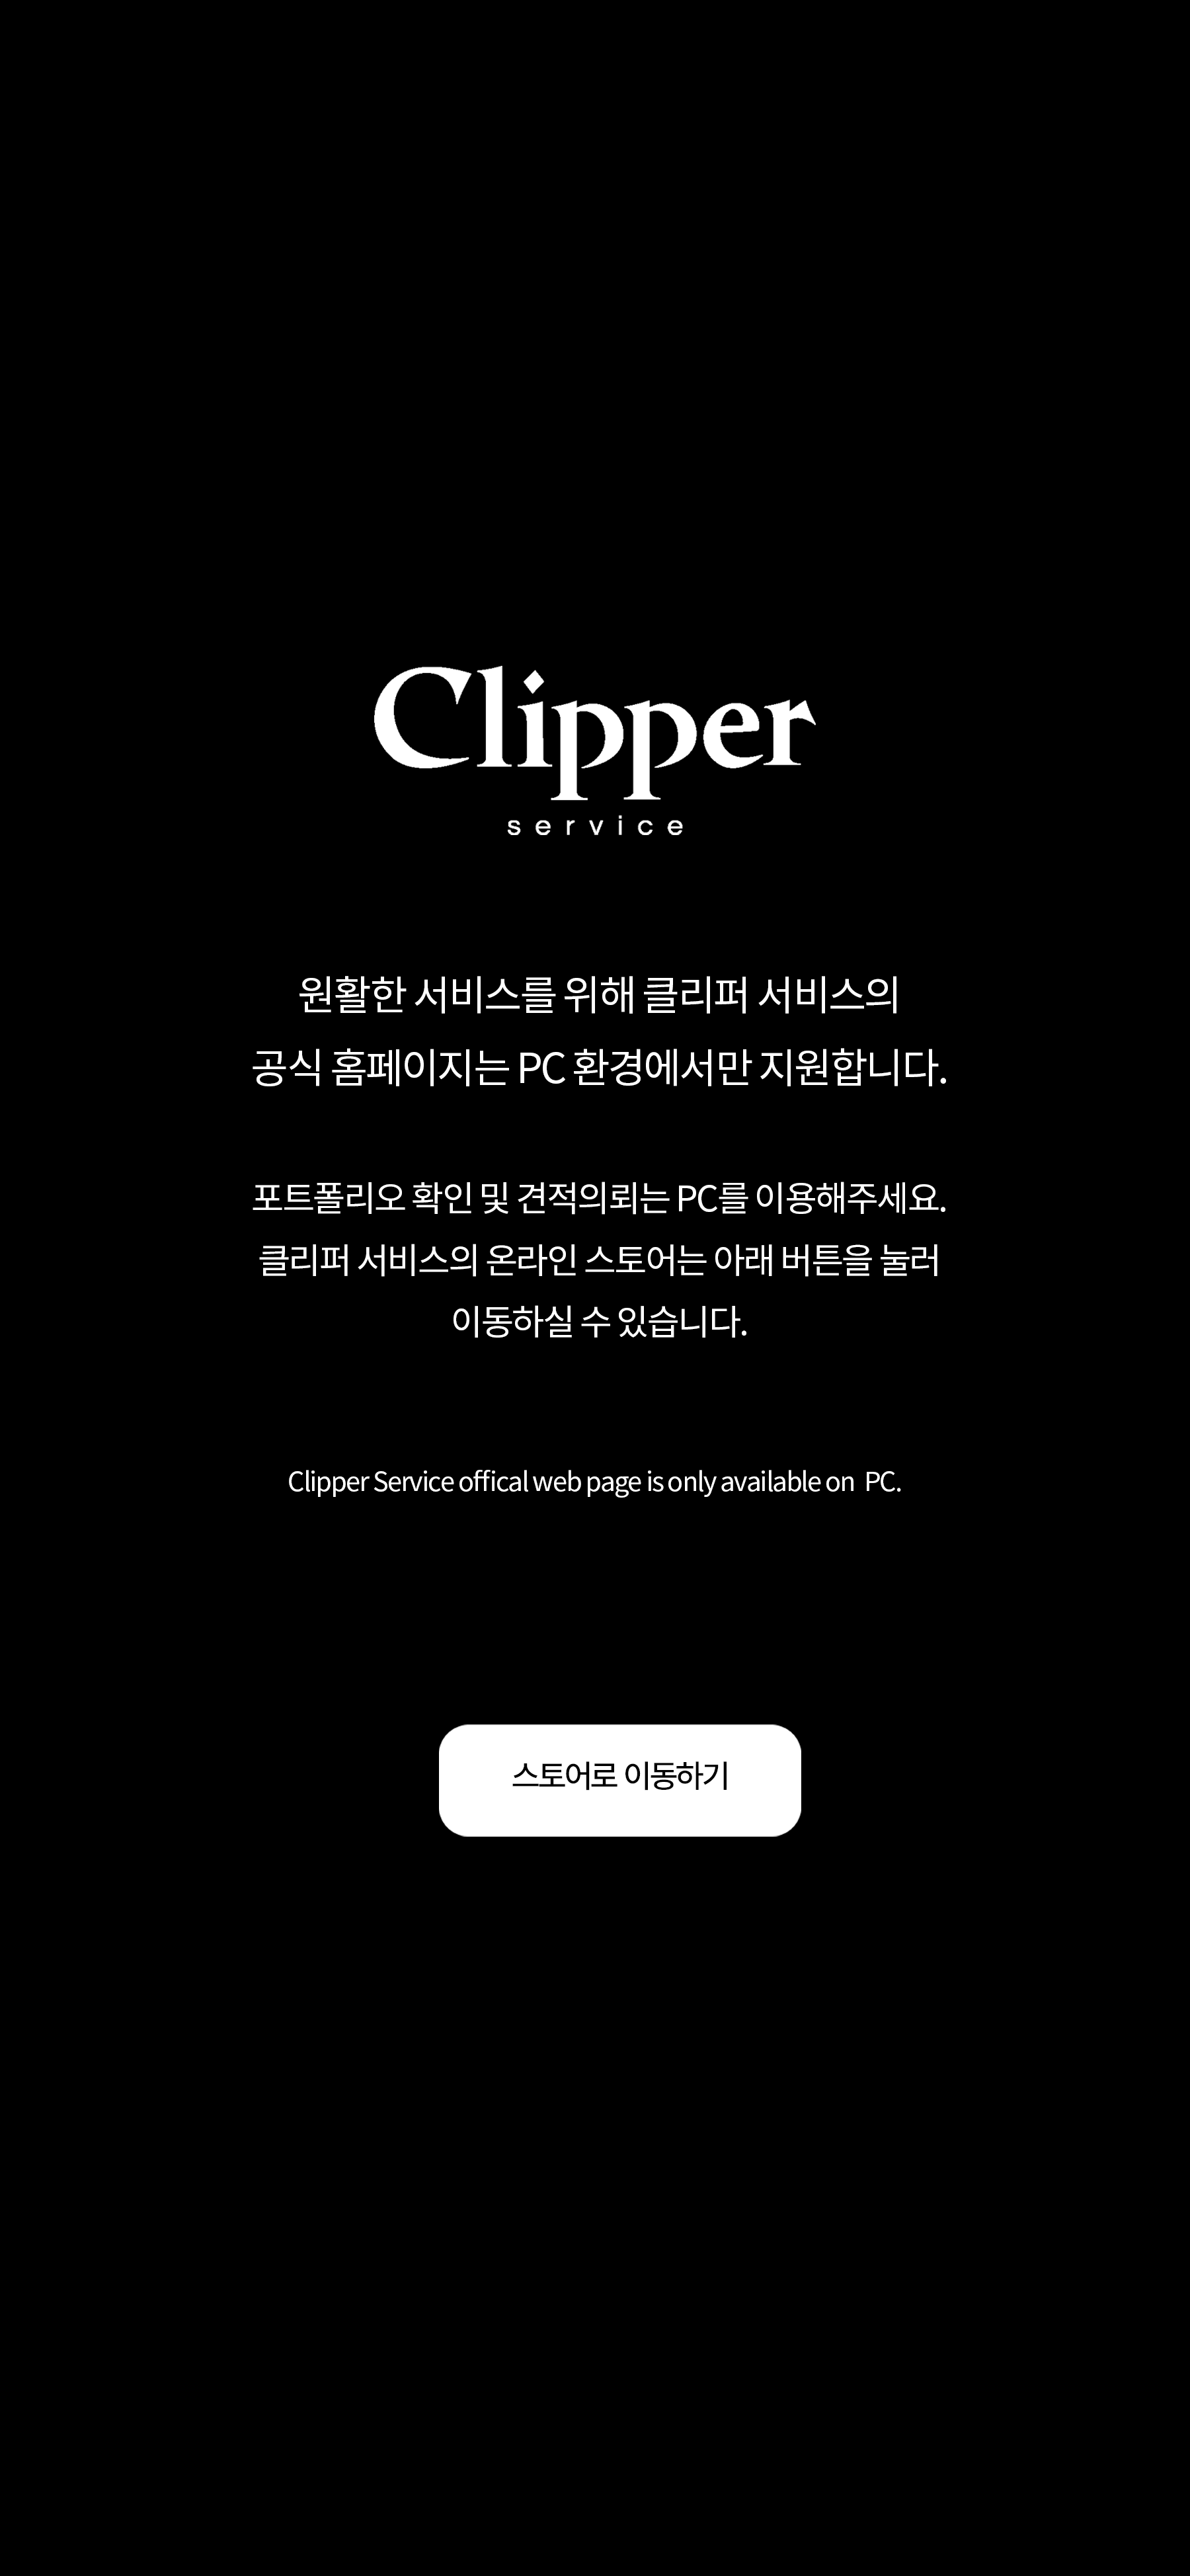 Clipper
service
원활한 서비스를 위해 클리퍼 서비스의
공식 홈페이지는 PC 환경에서만 지원합니다.
포트폴리오 확인 및 견적의뢰는 PC를 이용해주세요.
클리퍼 서비스의 온라인 스토어는 아래 버튼을 눌러
이동하실 수 있습니다.
Clipper Service offical web page is only available on PC.
스토어로 이동하기